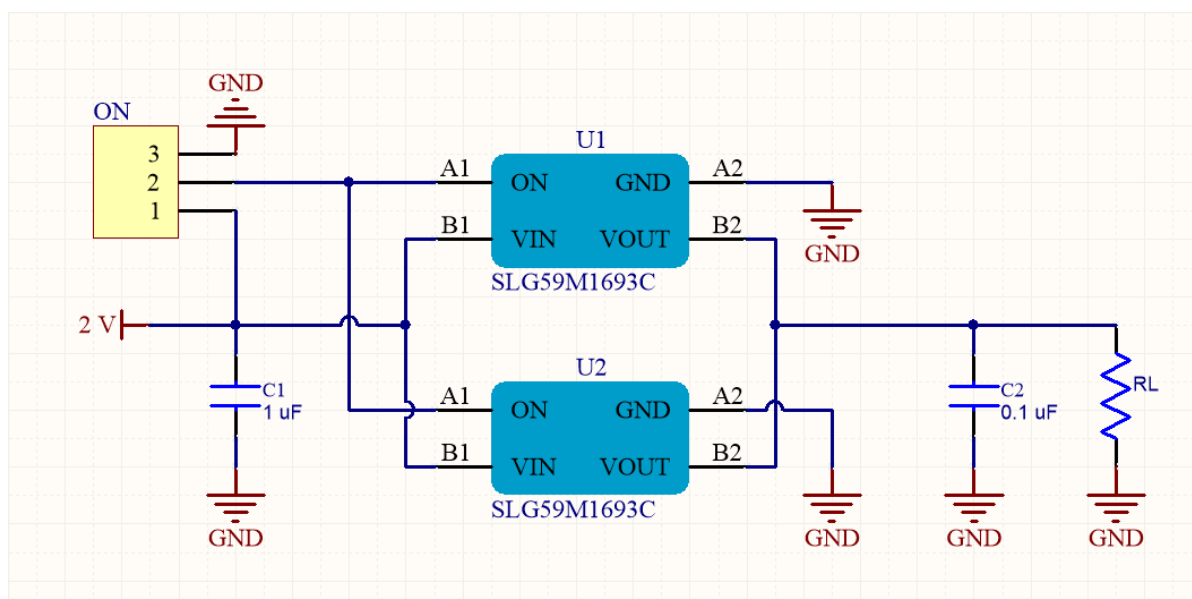 GND
ON
3
2
1
U1
A1
ON
GND
A2
B1
VIN
VOUT
B2
SLG59M1693C
GND
2 V
C1
1 uF
U2
A1
ON
GND
A2
B1
VIN
VOUT
B2
SLG59M1693C
C2
0.1 uF
RL
GND
GND
GND
GND